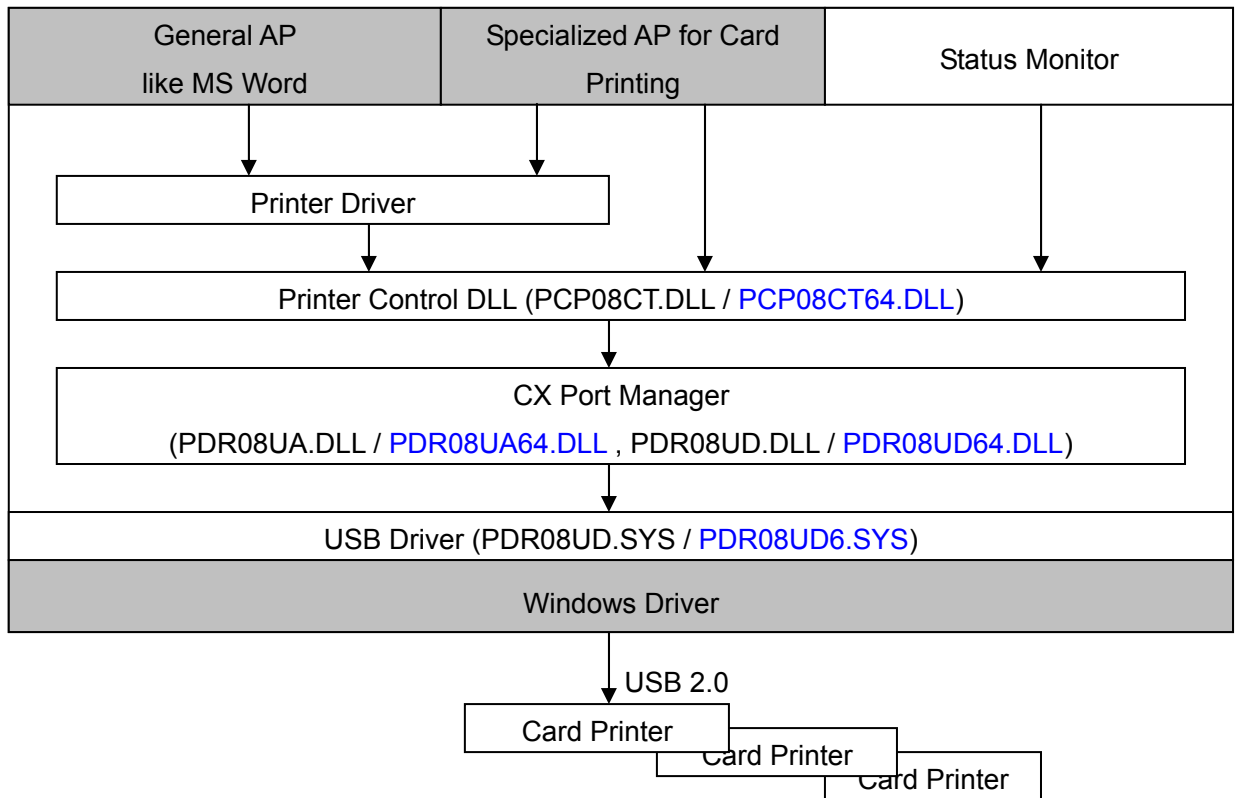 General AP
like MS Word
Specialized AP for Card
Printing
Status Monitor
Printer Driver
Printer Control DLL (PCP08CT.DLL / PCP08CT64.DLL)
CX Port Manager
(PDR08UA.DLL / PDR08UA64.DLL , PDR08UD.DLL / PDR08UD64.DLL)
USB Driver (PDR08UD.SYS / PDR08UD6.SYS)
Windows Driver
USB 2.0
Card Printer
Card Printer
Card Printer